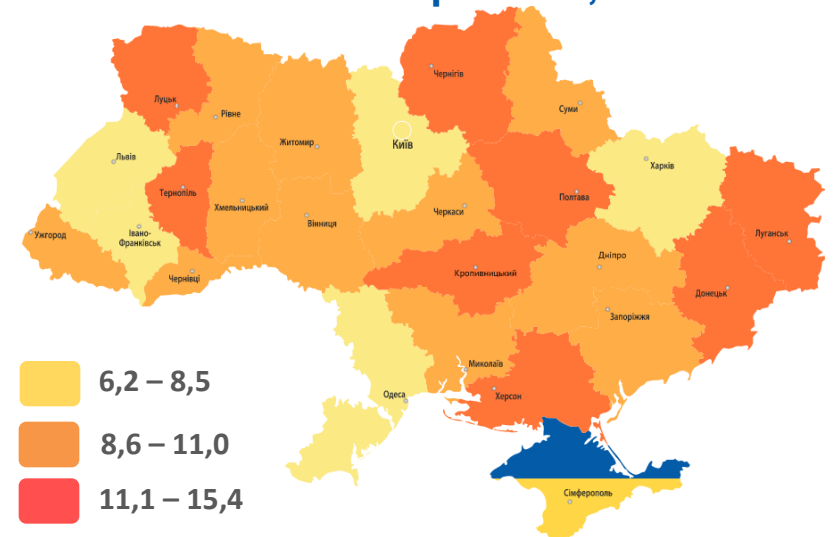 Чернігів
Луцьк
Рівне
Суми
Житомир
Київ
Львів
Харків
Тернопіль
Хмельницький
Полтава
Івано-
Франківськ
Вінниця
Черкаси
Ужгород
Луганськ
Чернівці
Кропивницький
Дніпро
Донецьк
Запоріжжя
Миколаїв
Одеса
Херсон
6,2 – 8,5
8,6 – 11,0
11,1 – 15,4
Сімферополь